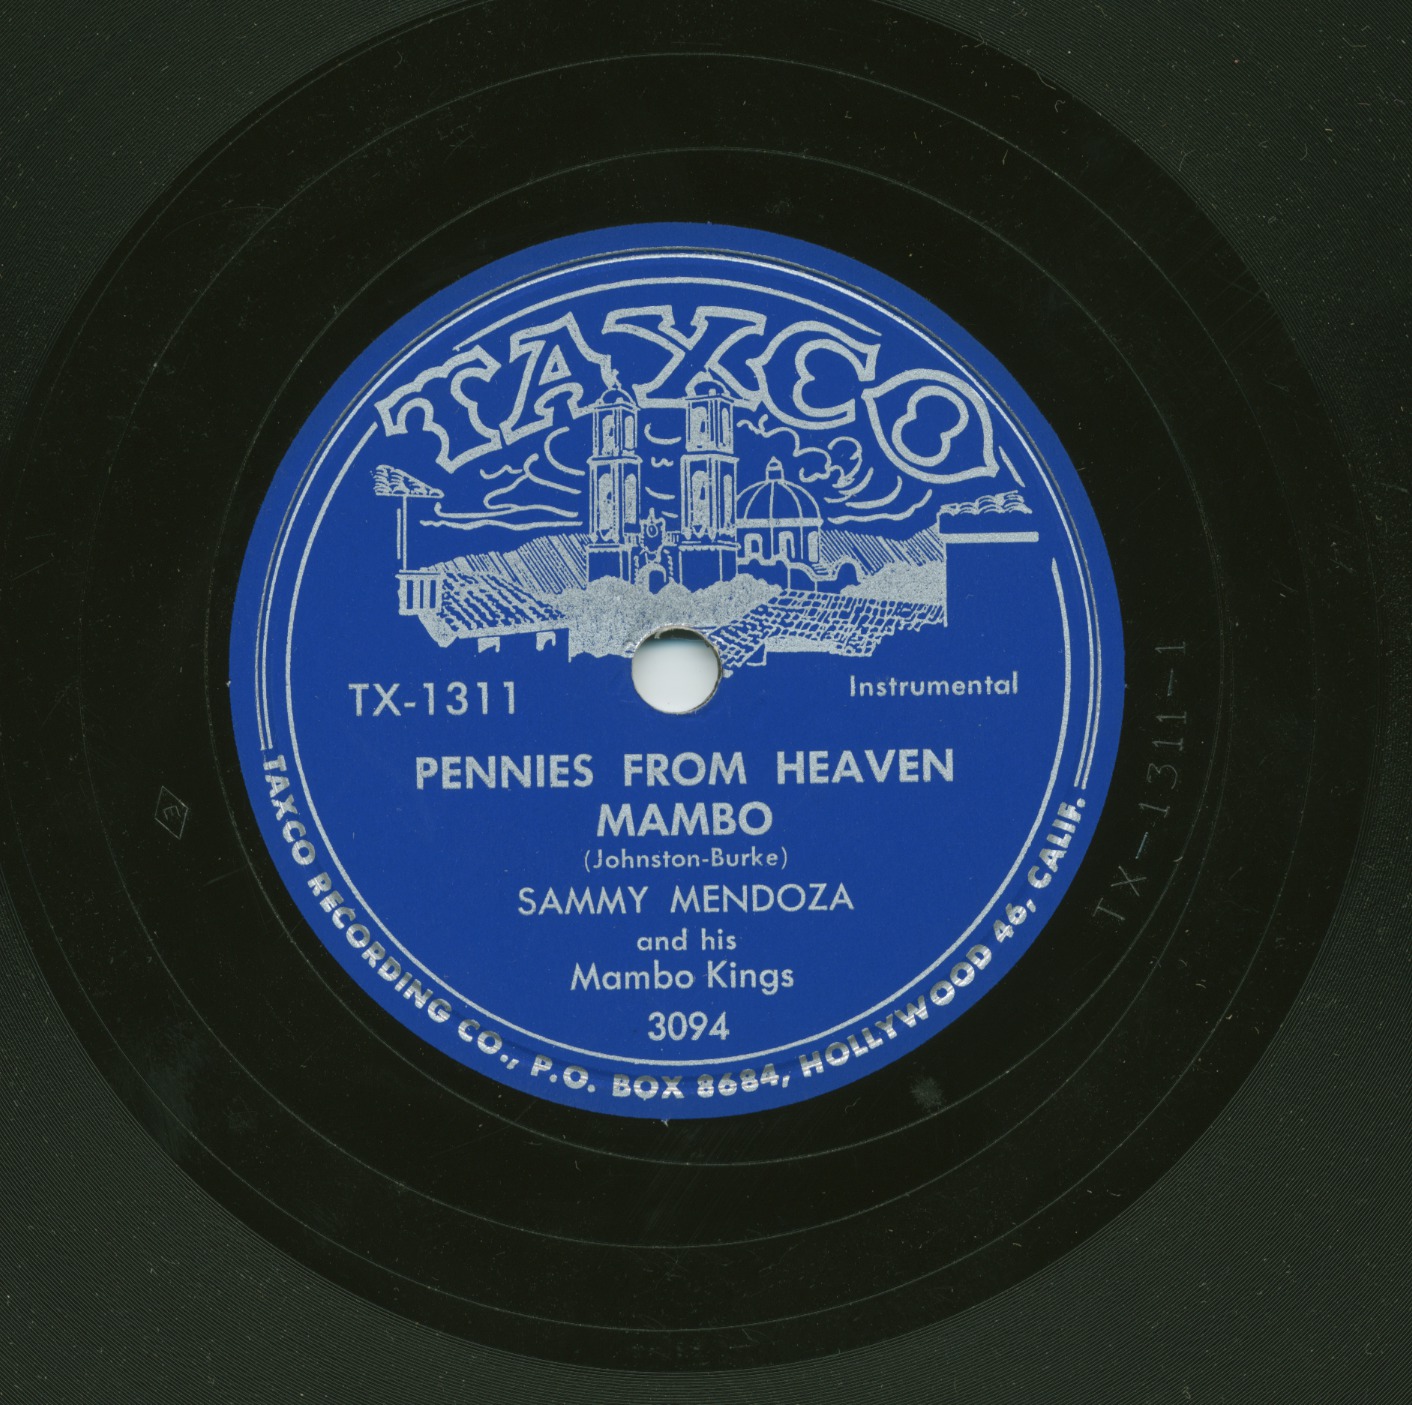 TAXCO
TX-1311
Instrumental
PENNIES FROM HEAVEN
MAMBO
(Johnston-Burke)
SAMMY MENDOZA
and his
Mambo Kings
3094
TAXCO RECORDING CO., P.O. BOX 8684, HOLLYWOOD 46, CALIF.
TX-1311-1
E